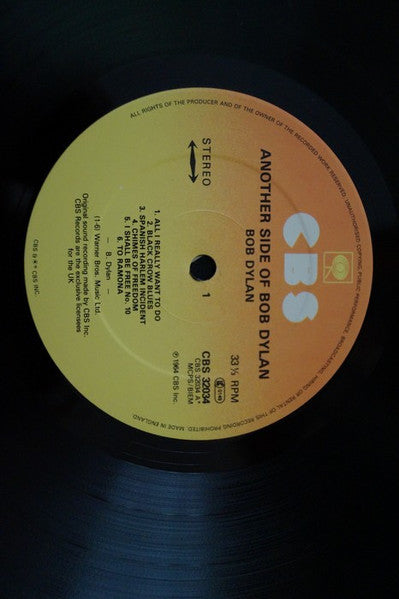 ALL RIGHTS OF THE PRODUCER AND OF THE OWNER OF THE RECORDED WORK RESERVED. UNAUTHORISED COPYING, PUBLIC PERFORMANCE, BROADCASTING, HIRING OR RENTAL OF THIS RECORDING PROHIBITED. MADE IN ENGLAND.
CBS
ANOTHER SIDE OF BOB DYLAN
BOB DYLAN
STEREO
1
33⅓ RPM
CBS 32034
CBS 32034 A
MCPS/BIEM
℗ 1964 CBS Inc.
1. ALL I REALLY WANT TO DO
2. BLACK CROW BLUES
3. SPANISH HARLEM INCIDENT
4. CHIMES OF FREEDOM
5. I SHALL BE FREE No. 10
6. TO RAMONA
– B. Dylan –
(1-6) Warner Bros. Music Ltd.
Original sound recording made by CBS Inc.
CBS Records are the exclusive licensees
for the UK